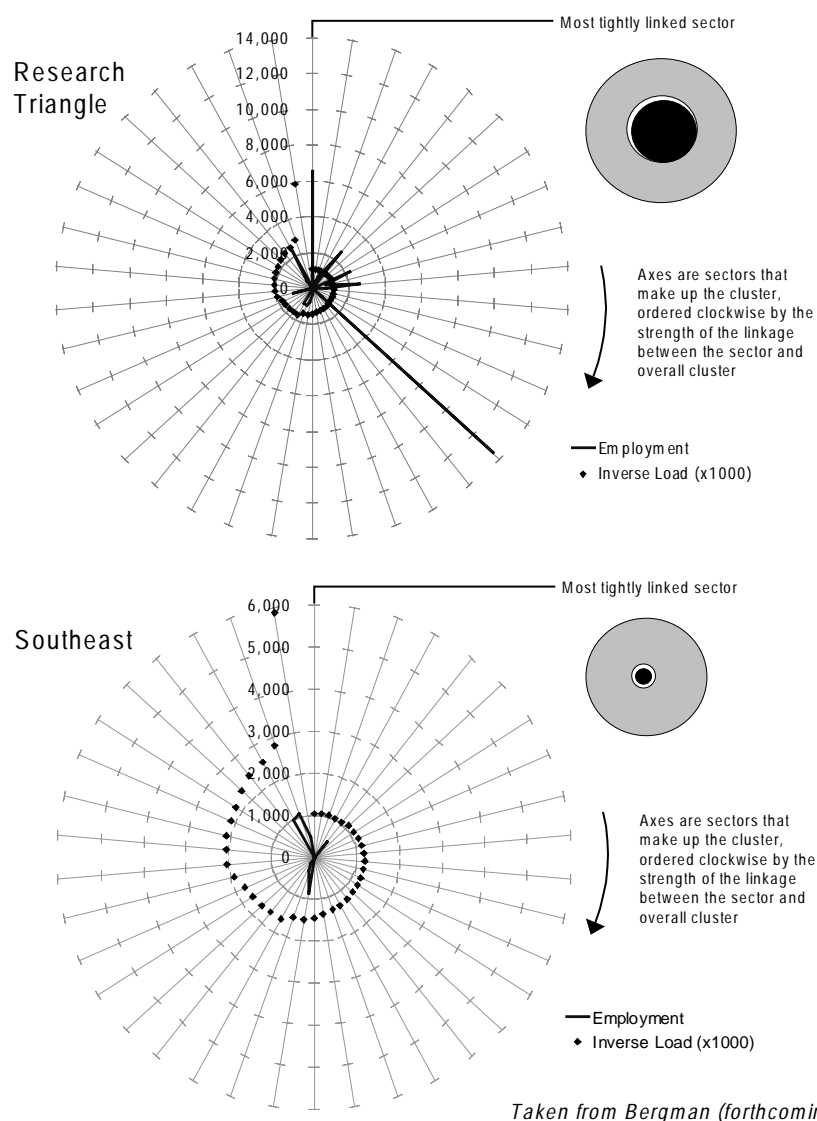 Most tightly linked sector
14,000
12,000
10,000
8,000
6,000
4,000
2,000
0
Research
Triangle
Axes are sectors that
make up the cluster,
ordered clockwise by the
strength of the linkage
between the sector and
overall cluster
Employment
Inverse Load (x1000)
Most tightly linked sector
6,000
5,000
4,000
3,000
2,000
1,000
0
Southeast
Axes are sectors that
make up the cluster,
ordered clockwise by the
strength of the linkage
between the sector and
overall cluster
Employment
Inverse Load (x1000)
Taken from Bergman (forthcomin